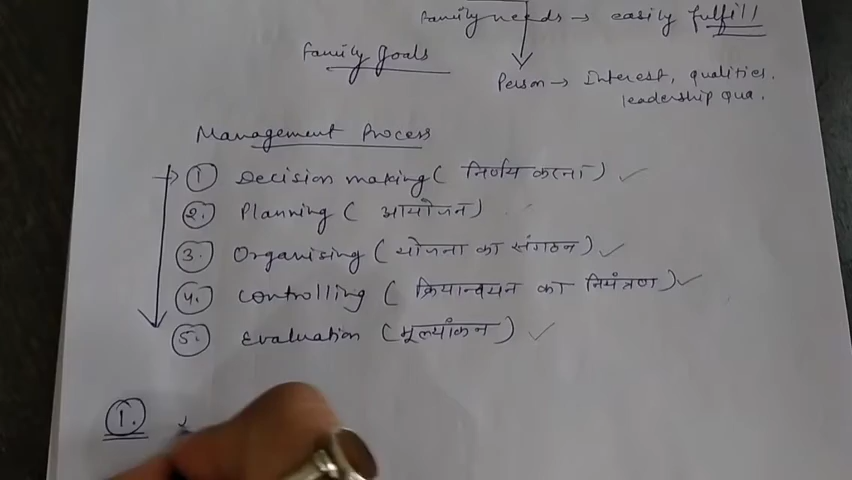 Family needs → easily fulfill
Family goals
Person → Interest, qualities,
leadership qua.
Management Process
① Decision making ( निर्णय करना ) ✓
2. Planning ( आयोजन )
3. Organising ( योजना का संगठन ) ✓
4. Controlling ( क्रियान्वयन का नियंत्रण ) ✓
5. Evaluation ( मूल्यांकन ) ✓
1.